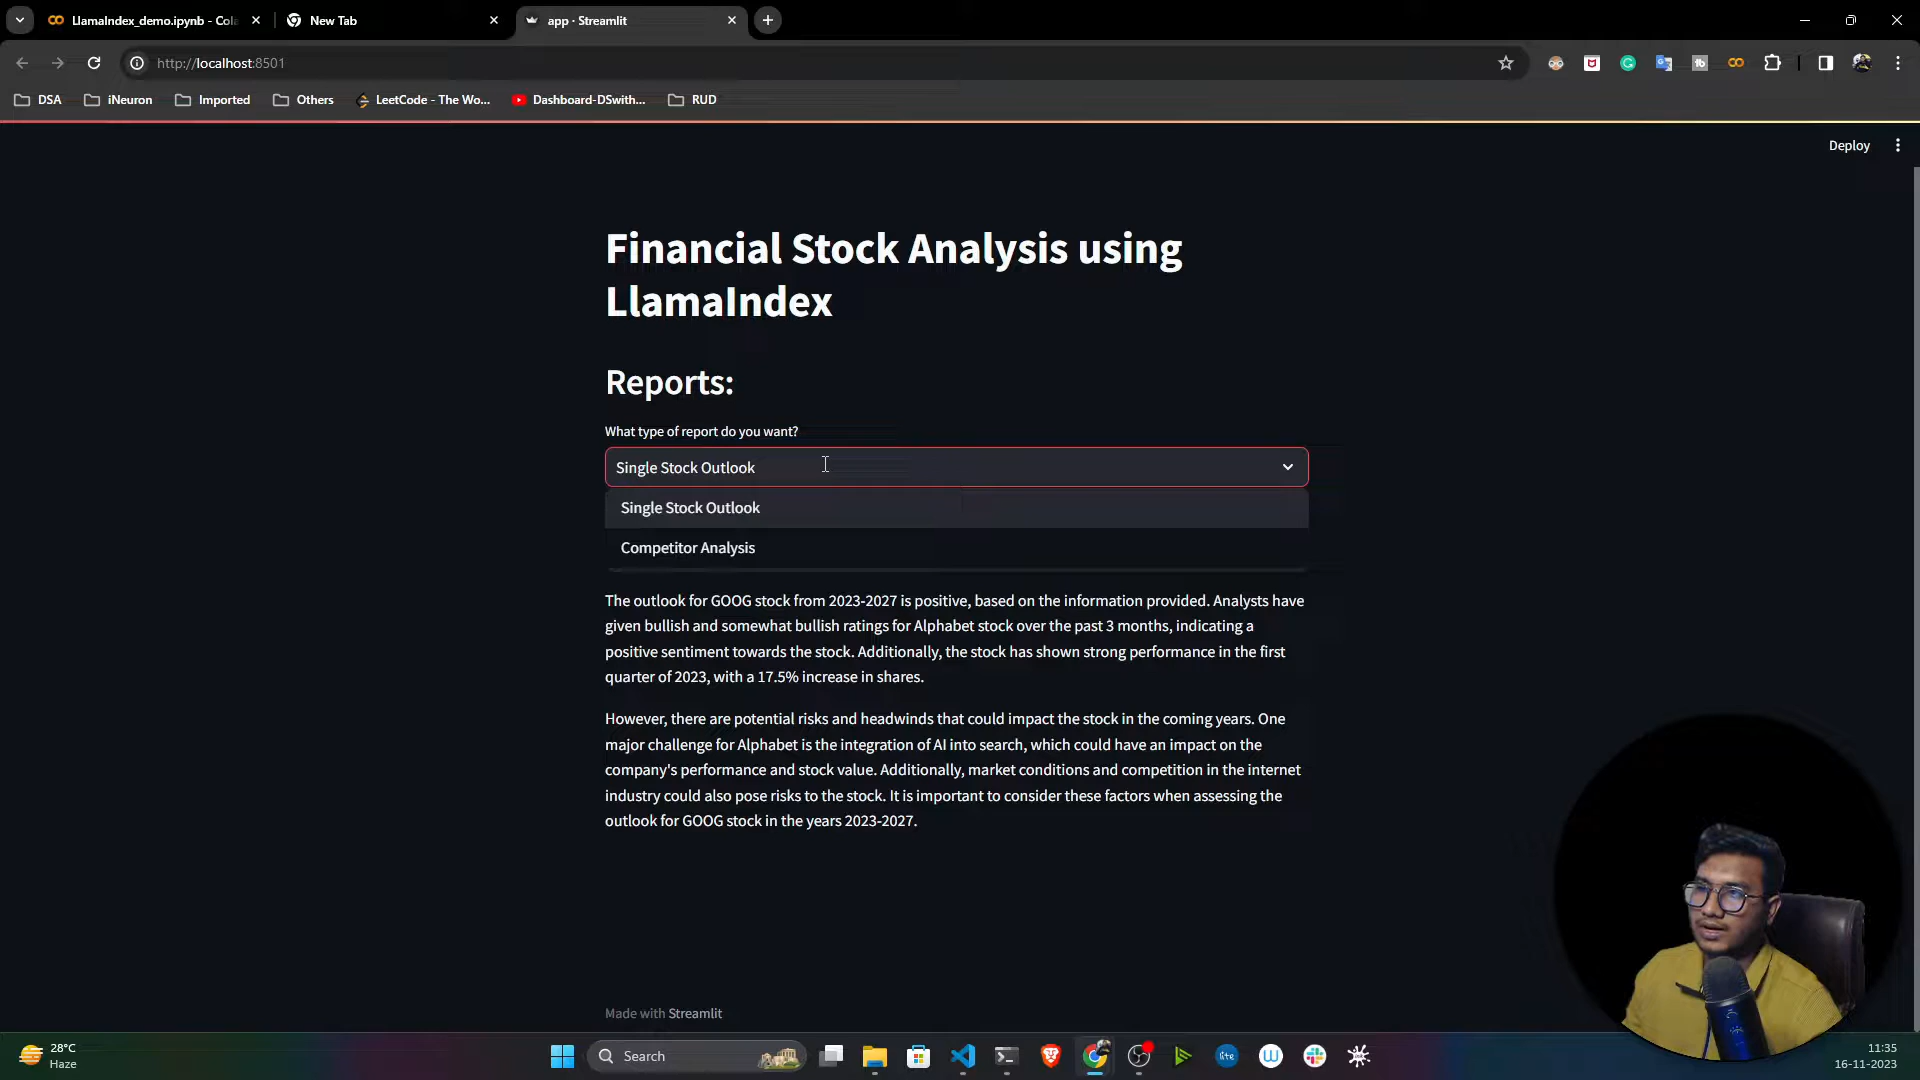 LlamaIndex_demo.ipynb - Cola
New Tab
app · Streamlit
http://localhost:8501
DSA
iNeuron
Imported
Others
LeetCode - The Wo...
Dashboard-DSwith...
RUD
Deploy
Financial Stock Analysis using
LlamaIndex
Reports:
What type of report do you want?
Single Stock Outlook
Single Stock Outlook
Competitor Analysis
The outlook for GOOG stock from 2023-2027 is positive, based on the information provided. Analysts have
given bullish and somewhat bullish ratings for Alphabet stock over the past 3 months, indicating a
positive sentiment towards the stock. Additionally, the stock has shown strong performance in the first
quarter of 2023, with a 17.5% increase in shares.
However, there are potential risks and headwinds that could impact the stock in the coming years. One
major challenge for Alphabet is the integration of AI into search, which could have an impact on the
company's performance and stock value. Additionally, market conditions and competition in the internet
industry could also pose risks to the stock. It is important to consider these factors when assessing the
outlook for GOOG stock in the years 2023-2027.
Made with Streamlit
28°C
Haze
Search
lite
11:35
16-11-2023